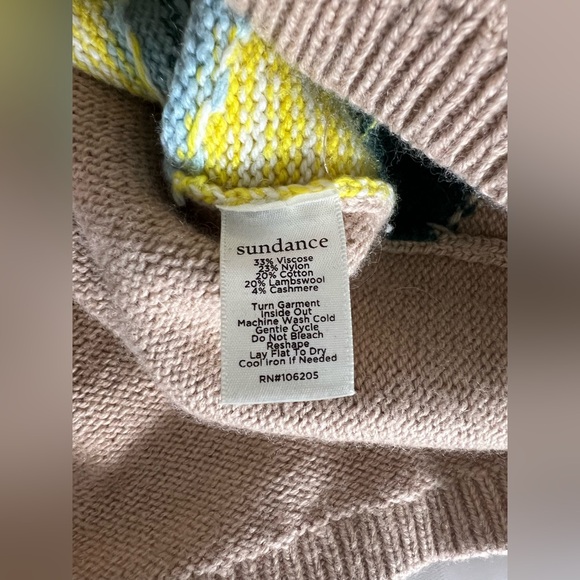 sundance
33% Viscose
23% Nylon
20% Cotton
20% Lambswool
4% Cashmere
Turn Garment
Inside Out
Machine Wash Cold
Gentle Cycle
Do Not Bleach
Reshape
Lay Flat To Dry
Cool Iron if Needed
RN#106205